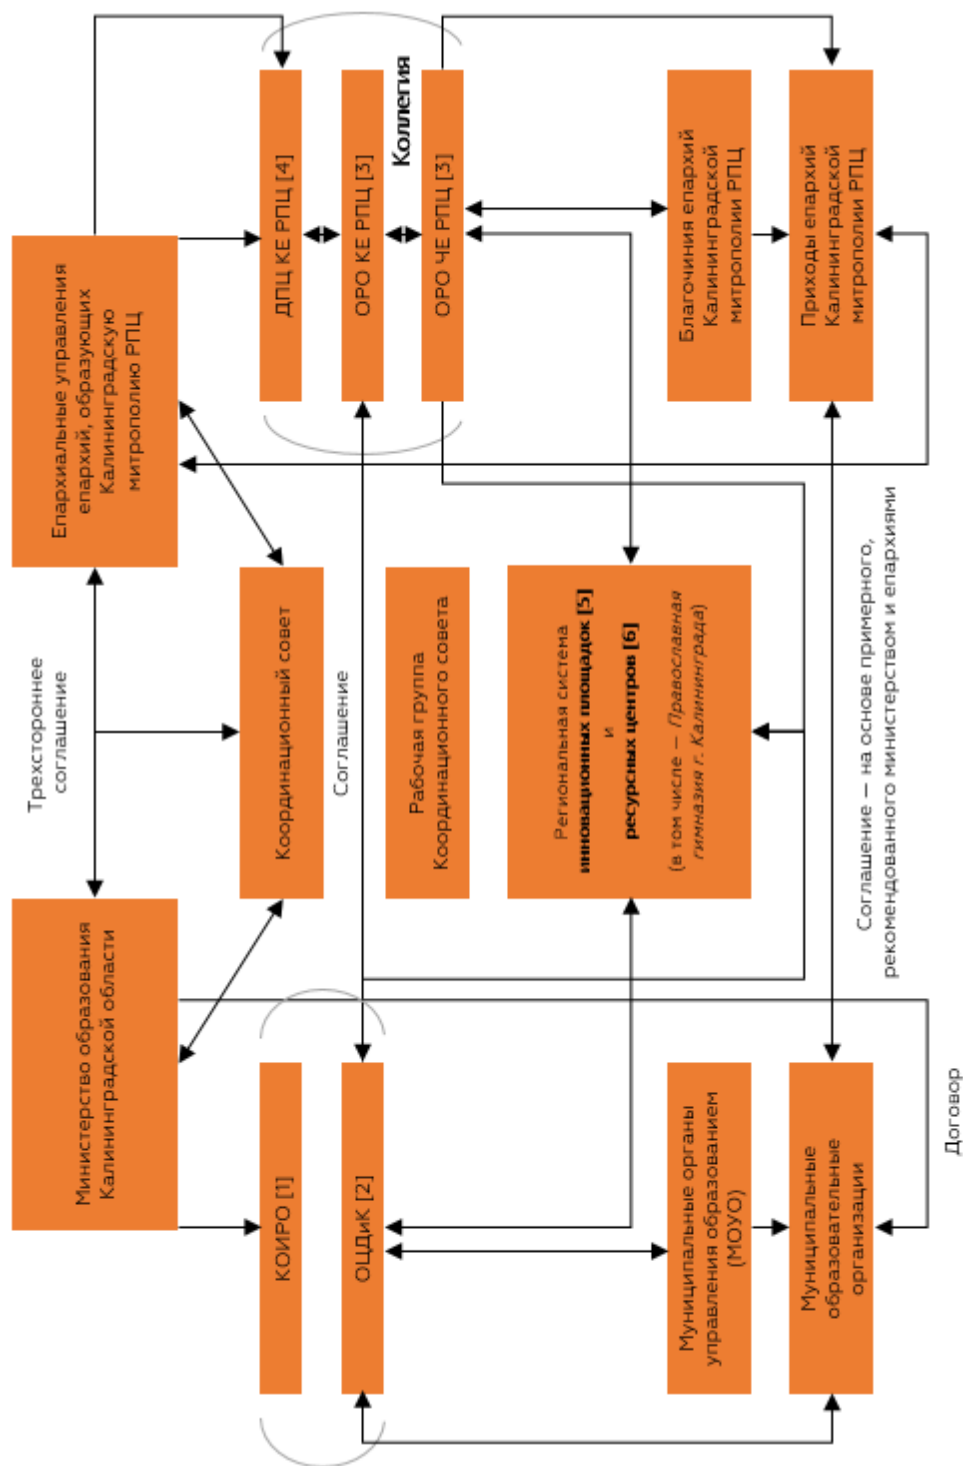 Трехстороннее
соглашение
Министерство образования
Калининградской области
Епархиальные управления
епархий, образующих
Калининградскую
митрополию РПЦ
Координационный совет
КОИРО [1]
ОЦДиК [2]
Соглашение
ДПЦ КЕ РПЦ [4]
ОРО КЕ РПЦ [3]
Коллегия
ОРО ЧЕ РПЦ [3]
Рабочая группа
Координационного совета
Региональная система
инновационных площадок [5]
и
ресурсных центров [6]
(в том числе — Православная
гимназия г. Калининграда)
Муниципальные органы
управления образованием
(МОУО)
Благочиния епархий
Калининградской
митрополии РПЦ
Муниципальные
образовательные
организации
Приходы епархий
Калининградской
митрополии РПЦ
Соглашение — на основе примерного,
рекомендованного министерством и епархиями
Договор